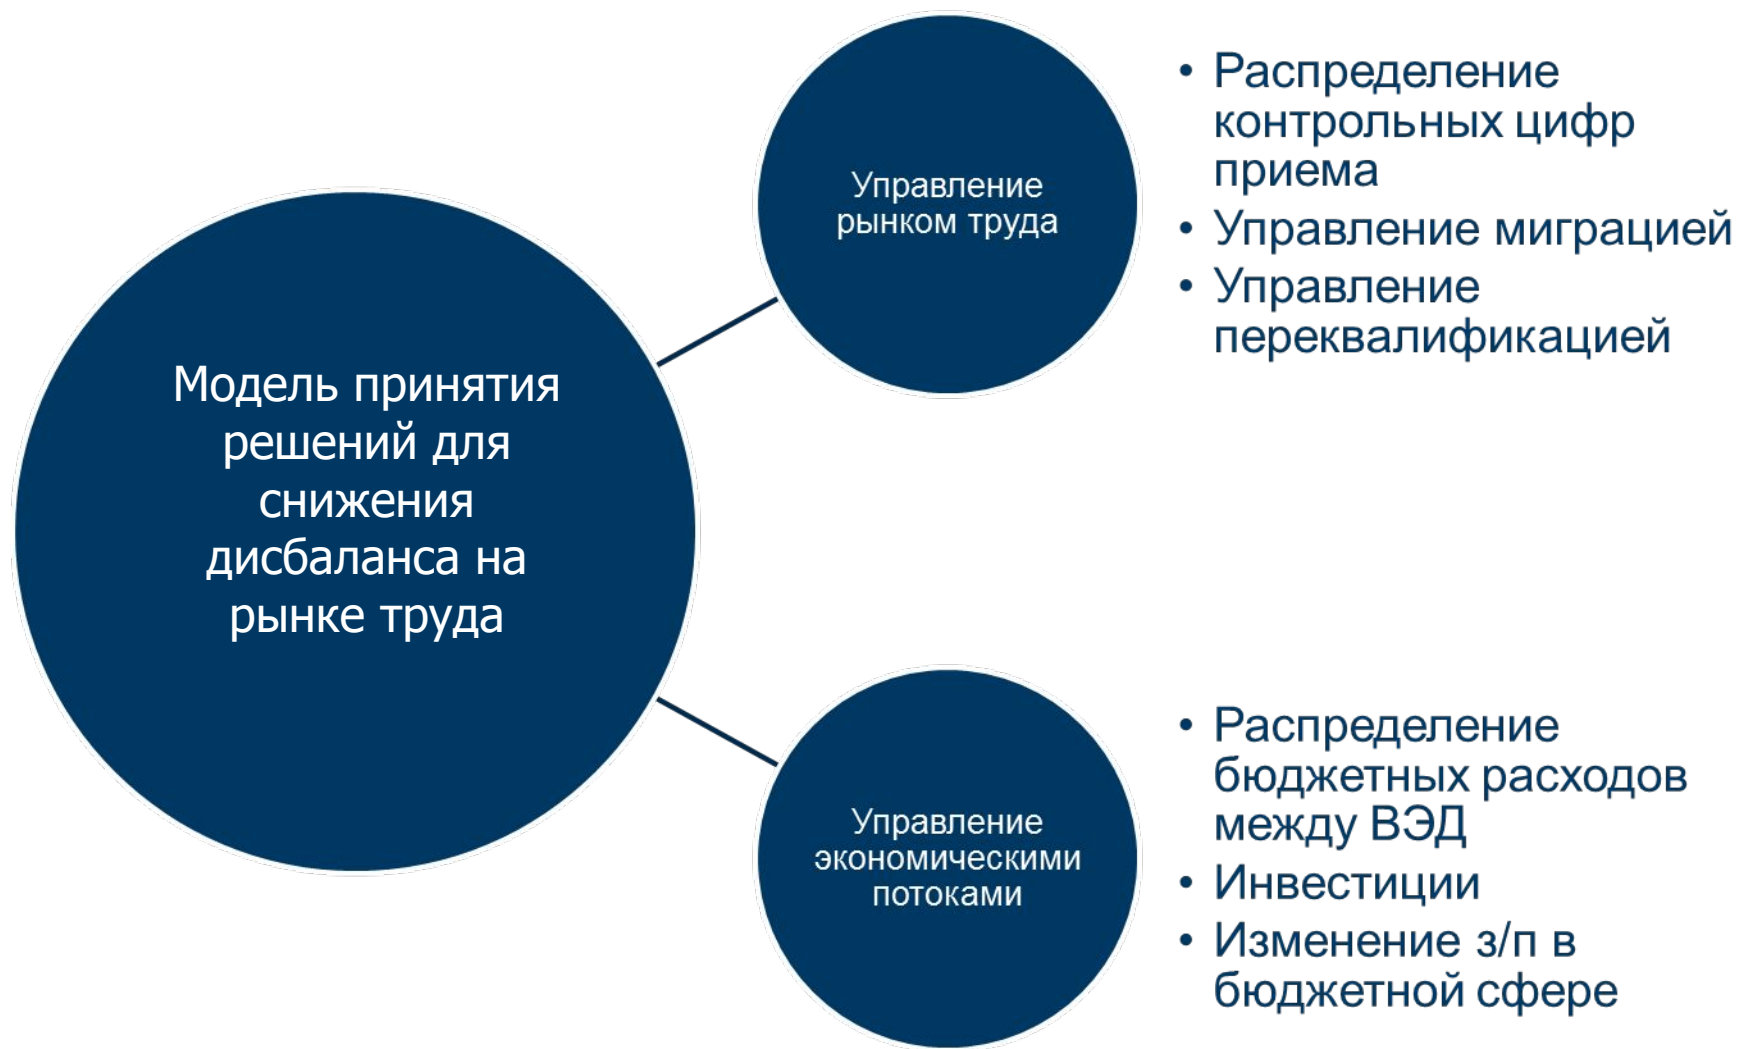 Модель принятия
решений для
снижения
дисбаланса на
рынке труда
Управление
рынком труда
• Распределение
контрольных цифр
приема
• Управление миграцией
• Управление
переквалификацией
Управление
экономическими
потоками
• Распределение
бюджетных расходов
между ВЭД
• Инвестиции
• Изменение з/п в
бюджетной сфере